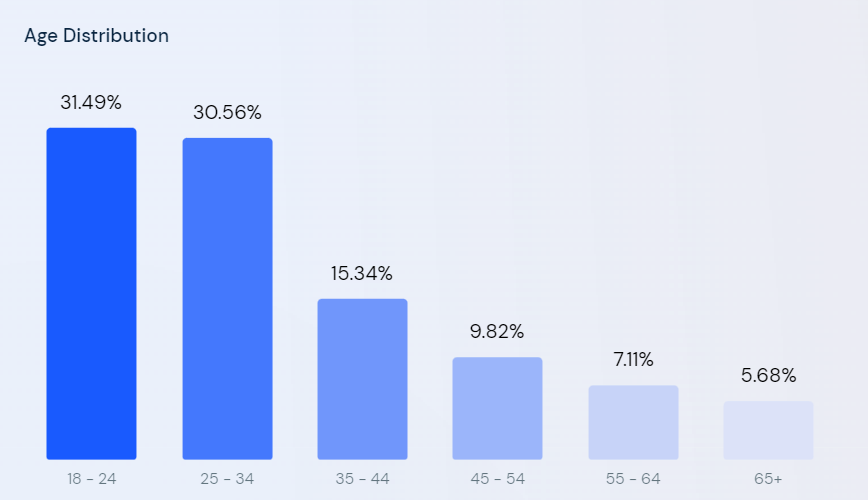 Age Distribution
31.49%
30.56%
15.34%
9.82%
7.11%
5.68%
18 - 24
25 - 34
35 - 44
45 - 54
55 - 64
65+